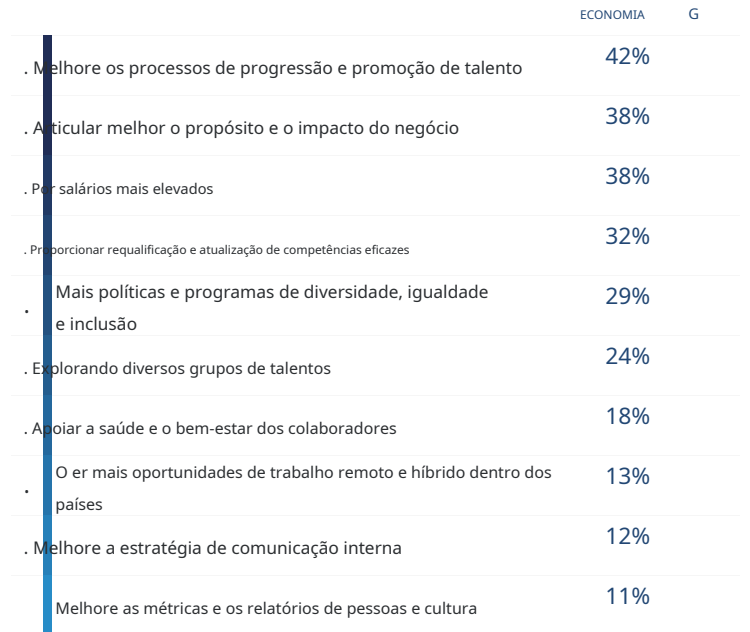 ECONOMIA G
. Melhore os processos de progressão e promoção de talento 42%
. Articular melhor o propósito e o impacto do negócio 38%
. Por salários mais elevados 38%
. Proporcionar requalificação e atualização de competências eficazes 32%
. Mais políticas e programas de diversidade, igualdade 29%
e inclusão
. Explorando diversos grupos de talentos 24%
. Apoiar a saúde e o bem-estar dos colaboradores 18%
. O er mais oportunidades de trabalho remoto e híbrido dentro dos 13%
países
. Melhore a estratégia de comunicação interna 12%
Melhore as métricas e os relatórios de pessoas e cultura 11%